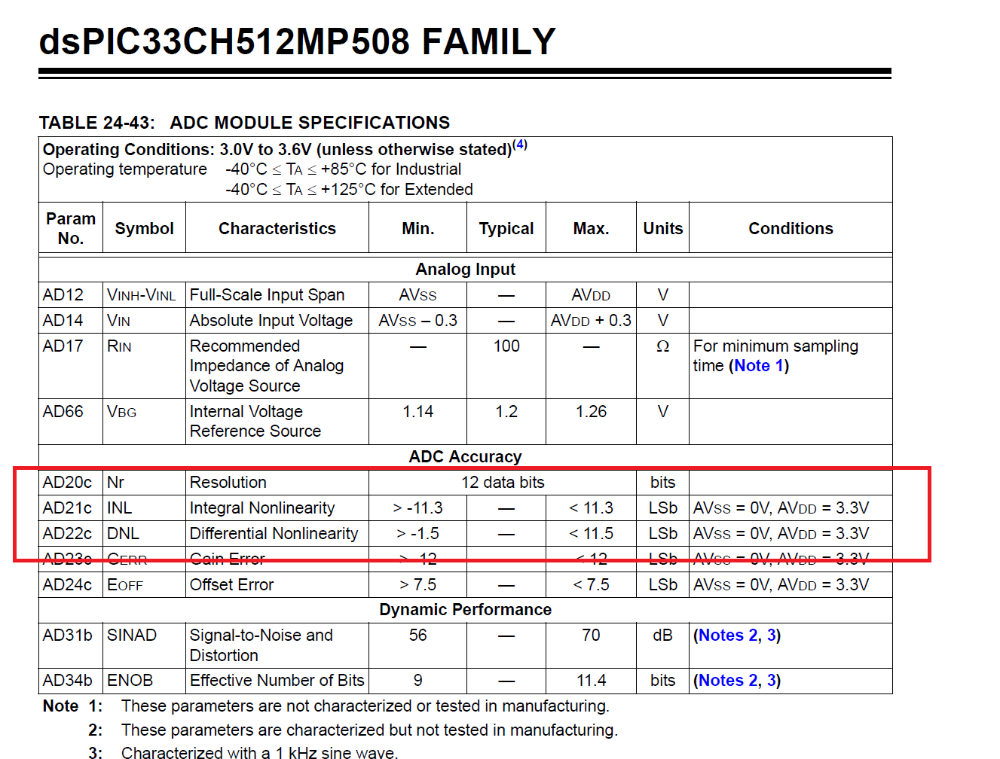 dsPIC33CH512MP508 FAMILY
TABLE 24-43: ADC MODULE SPECIFICATIONS
Operating Conditions: 3.0V to 3.6V (unless otherwise stated)(4)
Operating temperature -40°C ≤ TA ≤ +85°C for Industrial
-40°C ≤ TA ≤ +125°C for Extended
Param No. Symbol Characteristics Min. Typical Max. Units Conditions
Analog Input
AD12 VINH-VINL Full-Scale Input Span AVSS — AVDD V
AD14 VIN Absolute Input Voltage AVSS – 0.3 — AVDD + 0.3 V
AD17 RIN Recommended Impedance of Analog Voltage Source — 100 — Ω For minimum sampling time (Note 1)
AD66 VBG Internal Voltage Reference Source 1.14 1.2 1.26 V
ADC Accuracy
AD20c Nr Resolution 12 data bits bits
AD21c INL Integral Nonlinearity > -11.3 — < 11.3 LSb AVSS = 0V, AVDD = 3.3V
AD22c DNL Differential Nonlinearity > -1.5 — < 11.5 LSb AVSS = 0V, AVDD = 3.3V
AD23c GERR Gain Error > -12 — < 12 LSb AVSS = 0V, AVDD = 3.3V
AD24c EOFF Offset Error > 7.5 — < 7.5 LSb AVSS = 0V, AVDD = 3.3V
Dynamic Performance
AD31b SINAD Signal-to-Noise and Distortion 56 — 70 dB (Notes 2, 3)
AD34b ENOB Effective Number of Bits 9 — 11.4 bits (Notes 2, 3)
Note 1: These parameters are not characterized or tested in manufacturing.
2: These parameters are characterized but not tested in manufacturing.
3: Characterized with a 1 kHz sine wave.